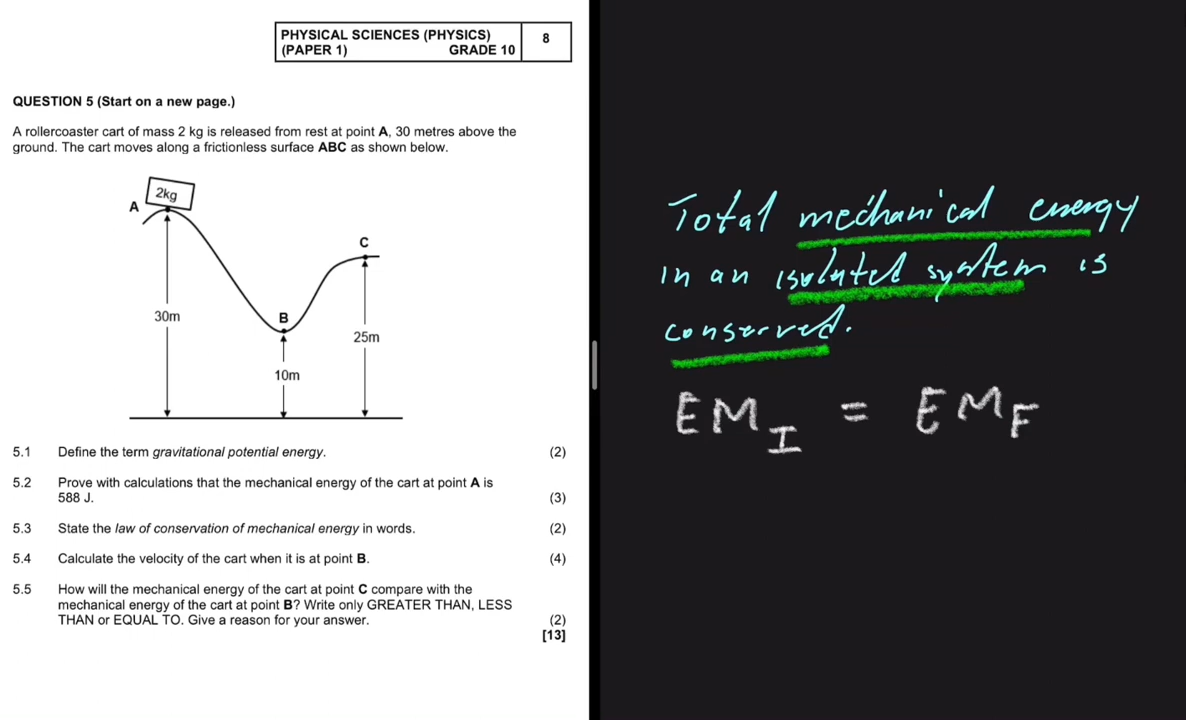 PHYSICAL SCIENCES (PHYSICS)
(PAPER 1) GRADE 10
8
QUESTION 5 (Start on a new page.)
A rollercoaster cart of mass 2 kg is released from rest at point A, 30 metres above the
ground. The cart moves along a frictionless surface ABC as shown below.
2kg
A
C
B
30m
25m
10m
5.1 Define the term gravitational potential energy. (2)
5.2 Prove with calculations that the mechanical energy of the cart at point A is
588 J. (3)
5.3 State the law of conservation of mechanical energy in words. (2)
5.4 Calculate the velocity of the cart when it is at point B. (4)
5.5 How will the mechanical energy of the cart at point C compare with the
mechanical energy of the cart at point B? Write only GREATER THAN, LESS
THAN or EQUAL TO. Give a reason for your answer. (2)
[13]
Total mechanical energy
in an isolated system is
conserved.
EM_I = EM_F